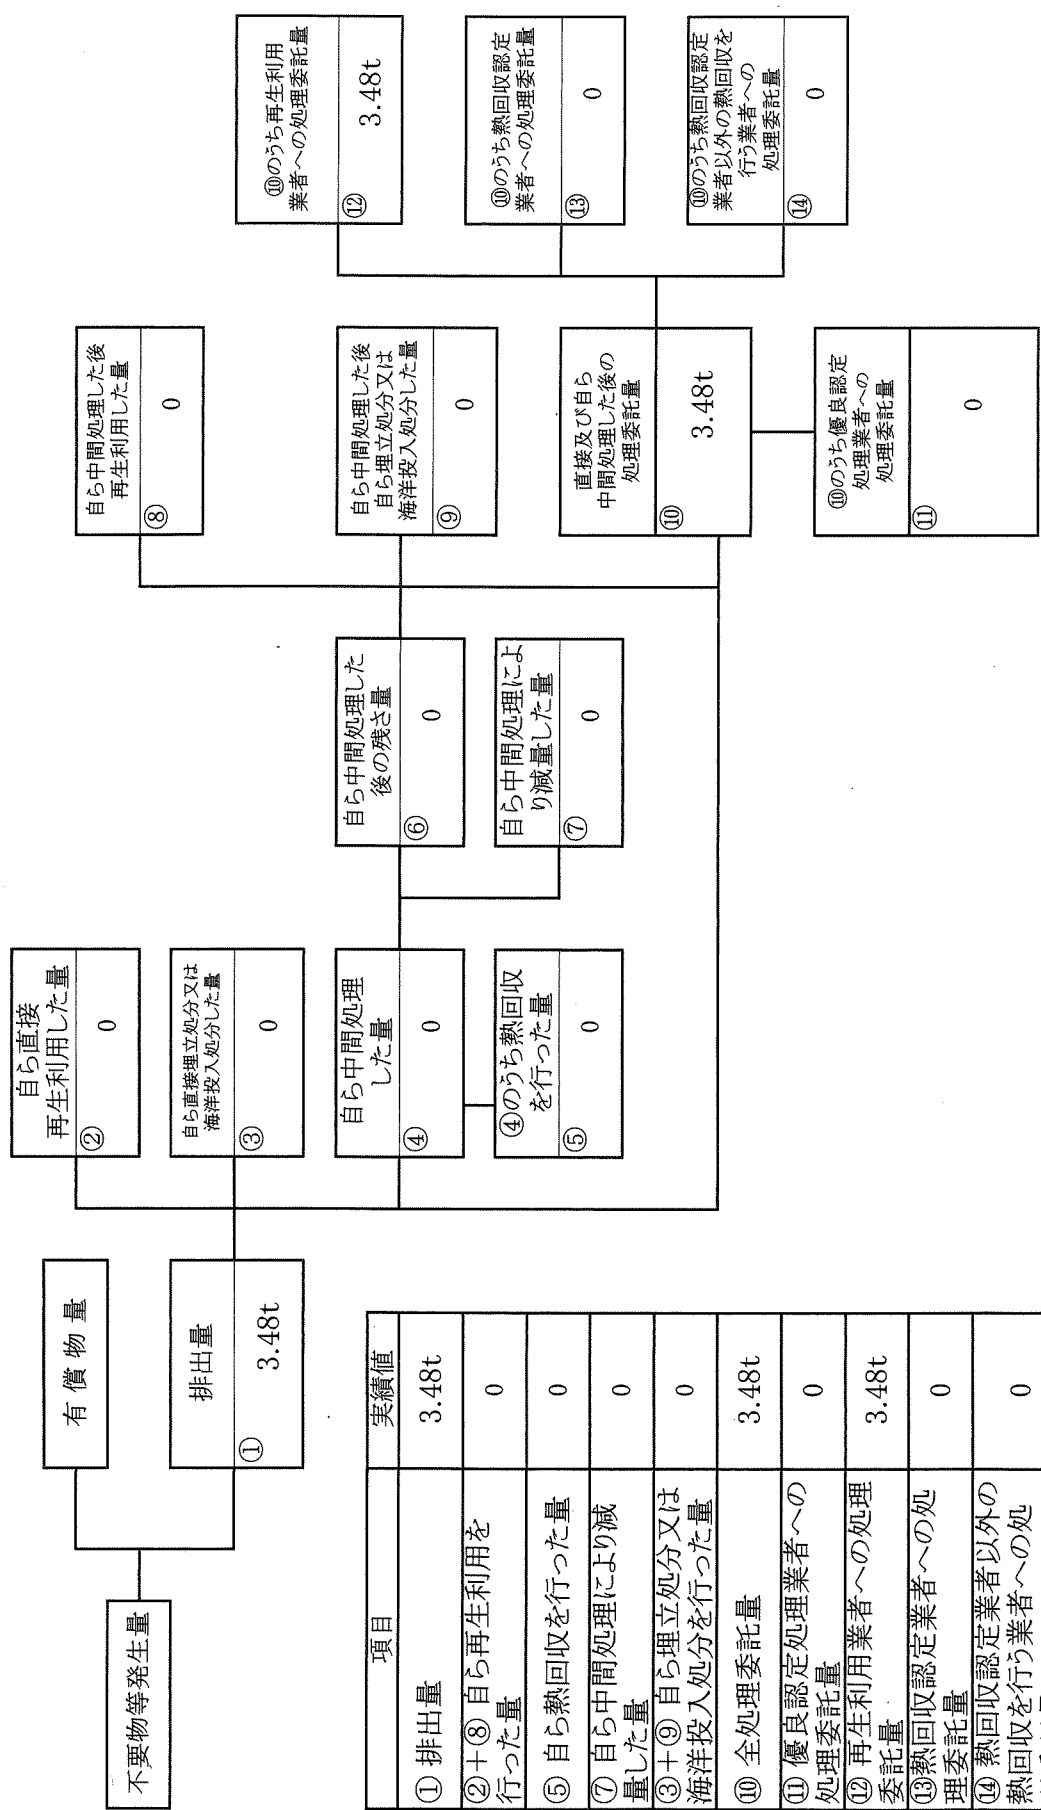 不要物等発生量
有償物量
排出量
①
3.48t
自ら直接
再生利用した量
②
0
自ら直接埋立処分又は
海洋投入処分した量
③
0
自ら中間処理
した量
④
0
④のうち熱回収
を行った量
⑤
0
自ら中間処理した
後の残さ量
⑥
0
自ら中間処理によ
り減量した量
⑦
0
自ら中間処理した後
再生利用した量
⑧
0
自ら中間処理した後
自ら埋立処分又は
海洋投入処分した量
⑨
0
直接及び自ら
中間処理した後の
処理委託量
⑩
3.48t
⑩のうち優良認定
処理業者への
処理委託量
⑪
0
⑩のうち再生利用
業者への処理委託量
⑫
3.48t
⑩のうち熱回収認定
業者への処理委託量
⑬
0
⑩のうち熱回収認定
業者以外の熱回収を
行う業者への
処理委託量
⑭
0
項目 実績値
① 排出量 3.48t
②+⑧ 自ら再生利用を
行った量 0
⑤ 自ら熱回収を行った量 0
⑦ 自ら中間処理により減
量した量 0
③+⑨ 自ら埋立処分又は
海洋投入処分を行った量 0
⑩ 全処理委託量 3.48t
⑪ 優良認定処理業者への
処理委託量 0
⑫ 再生利用業者への処理
委託量 3.48t
⑬熱回収認定業者への処
理委託量 0
⑭ 熱回収認定業者以外の
熱回収を行う業者への処 0